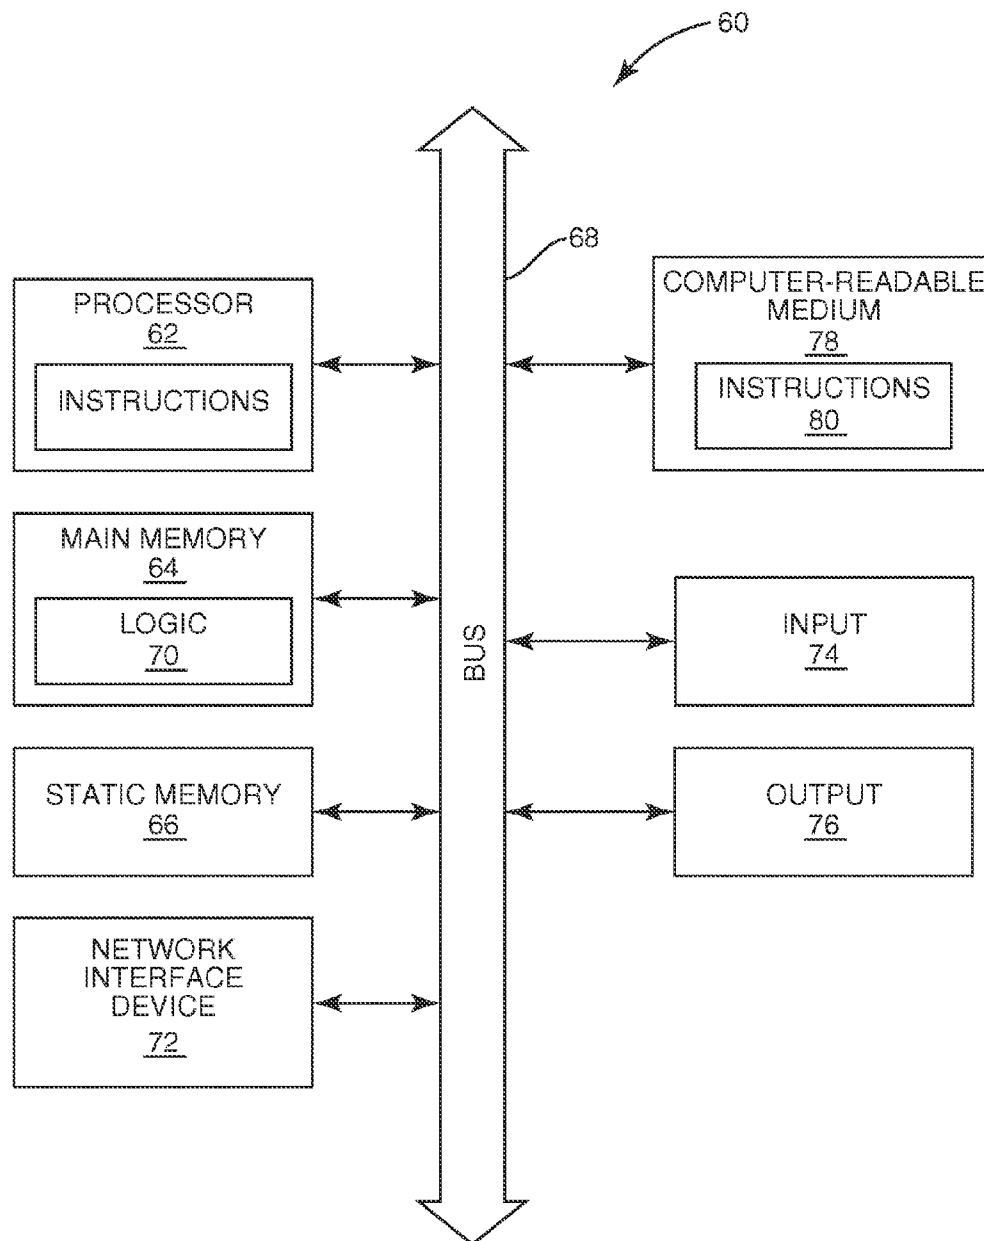 60
68
PROCESSOR
62
INSTRUCTIONS
COMPUTER-READABLE
MEDIUM
78
INSTRUCTIONS
80
MAIN MEMORY
64
LOGIC
70
BUS
INPUT
74
STATIC MEMORY
66
OUTPUT
76
NETWORK
INTERFACE
DEVICE
72